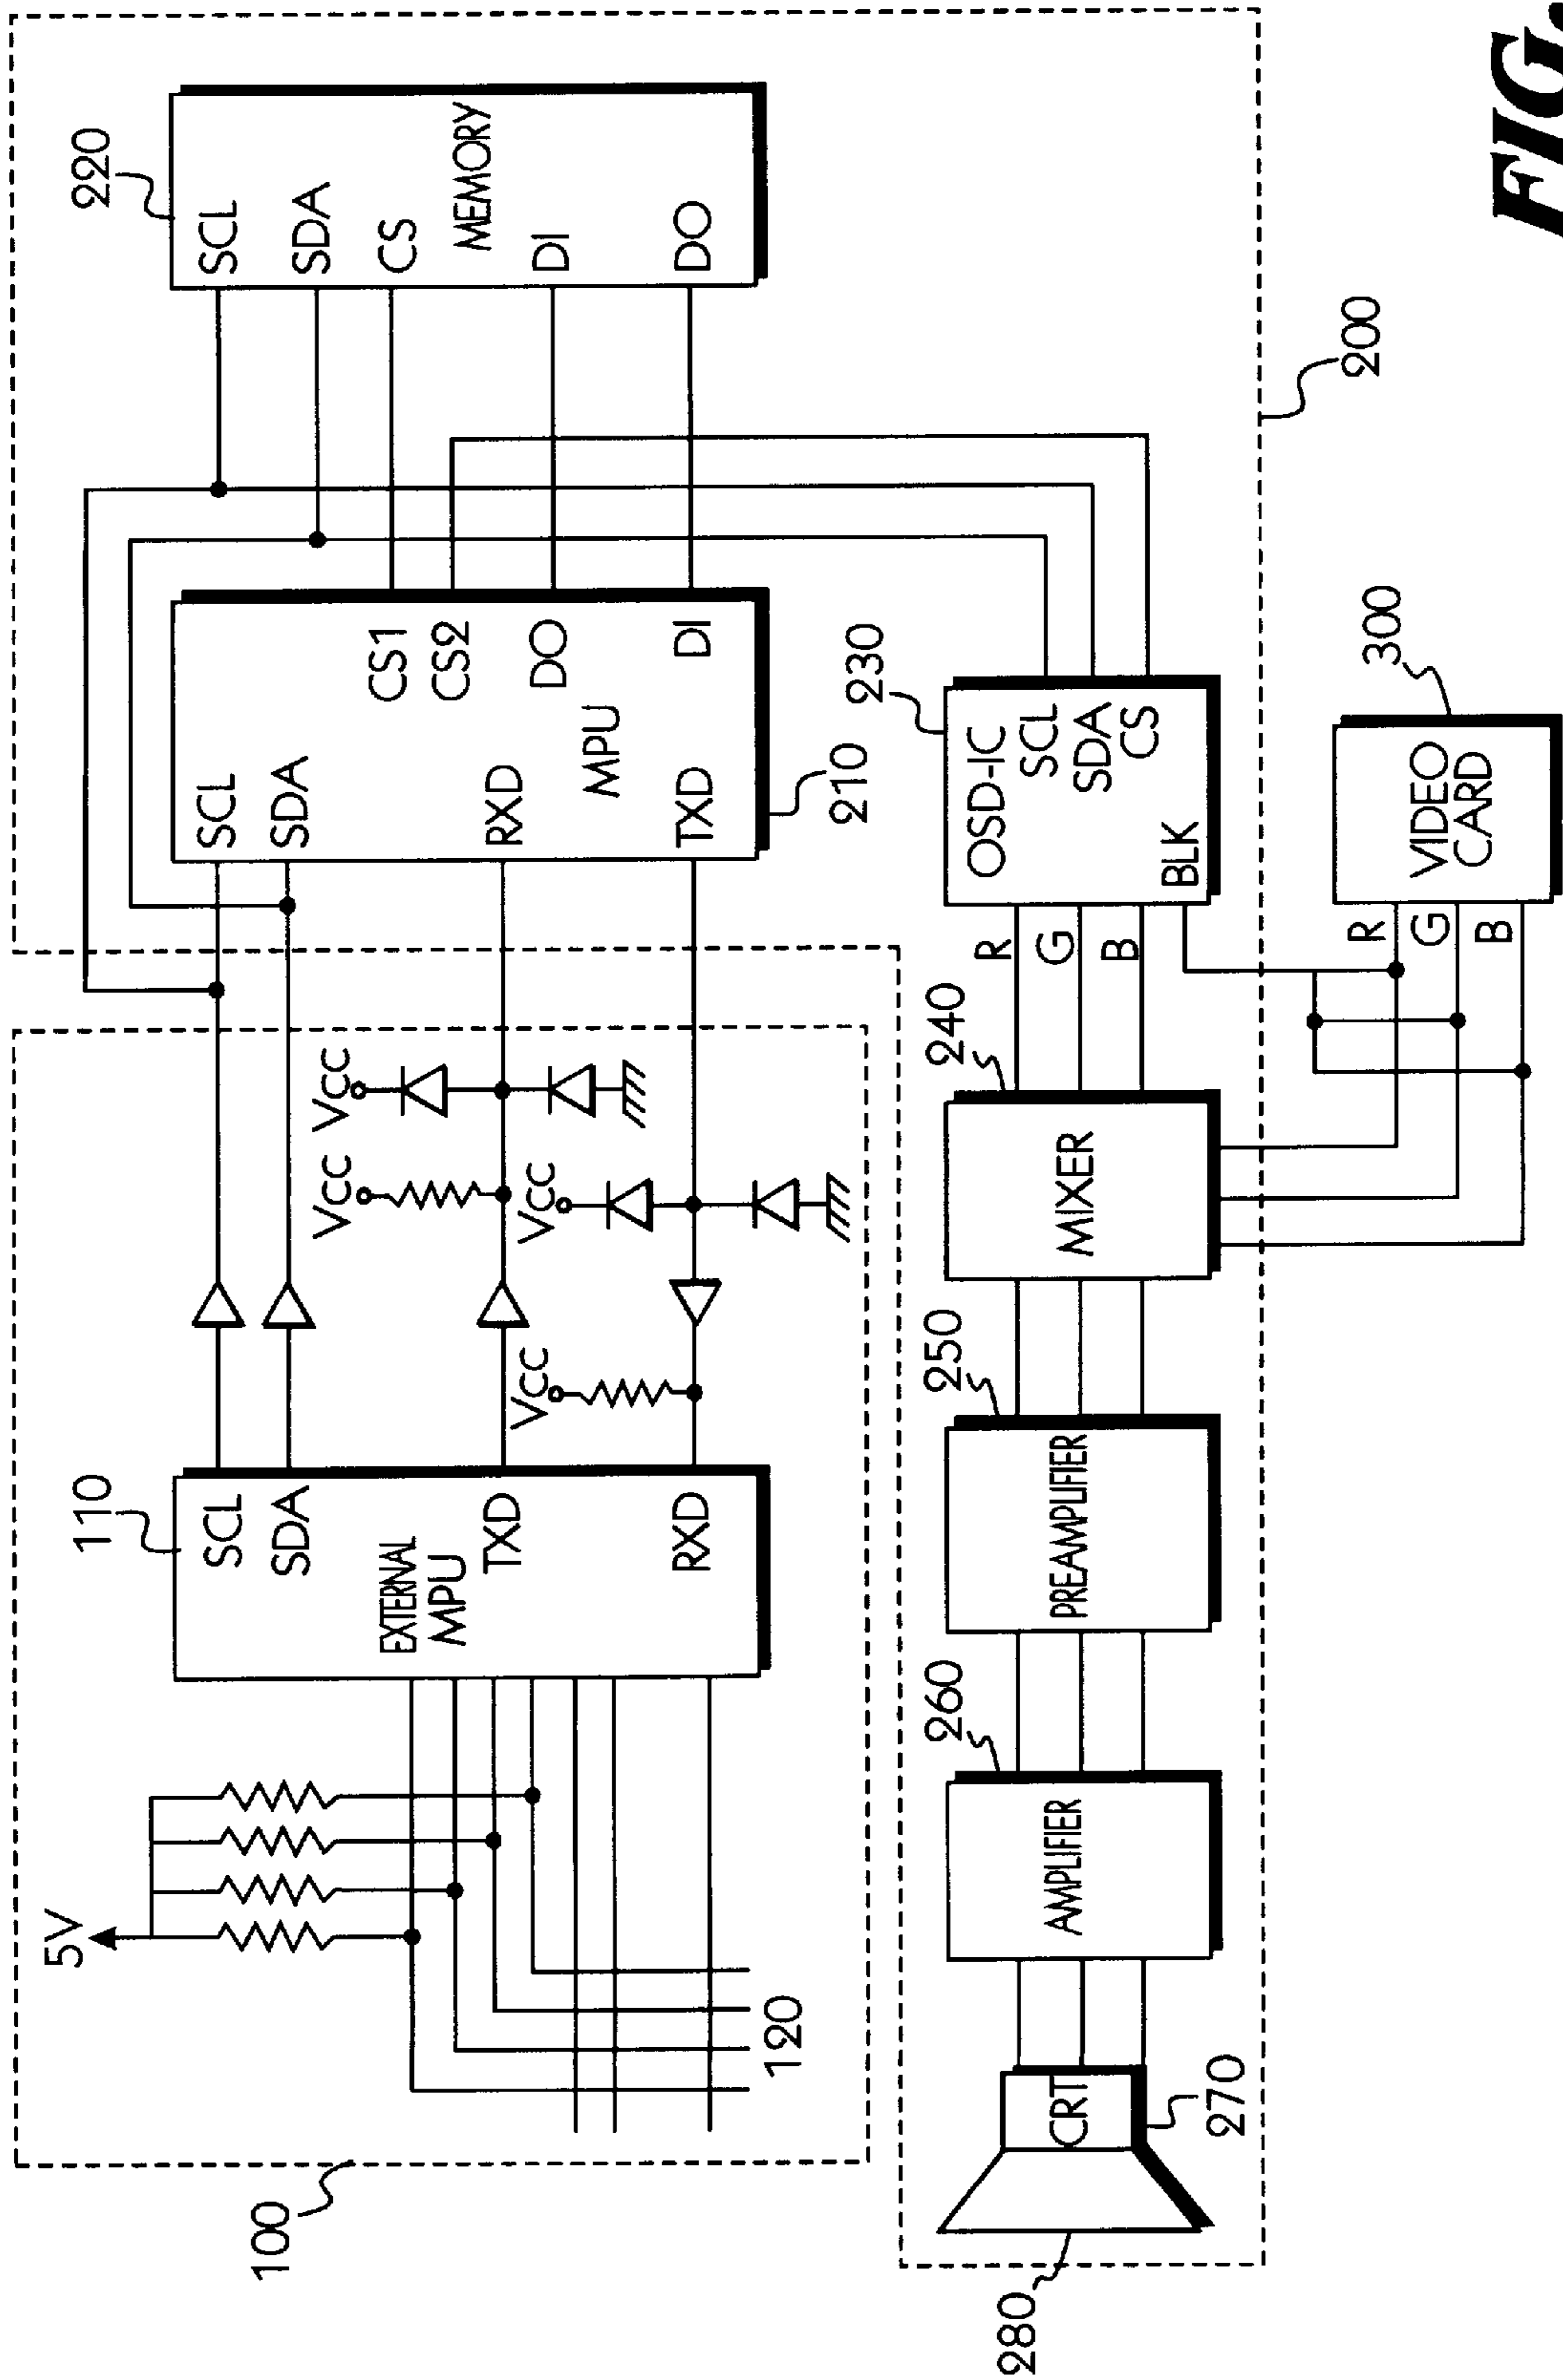 100
5V
120
110
SCL
SDA
EXTERNAL
MPU
TXD
RXD
VCC
VCC
VCC
VCC
SCL
SDA
RXD
MPU
TXD
CS1
CS2
DO
DI
210
220
SCL
SDA
CS
MEMORY
DI
DO
280
CRT
270
260
AMPLIFIER
250
PREAMPLIFIER
240
MIXER
R
G
B
230
OSD-IC
SCL
SDA
CS
BLK
200
R
G
B
VIDEO
CARD
300
FIG.